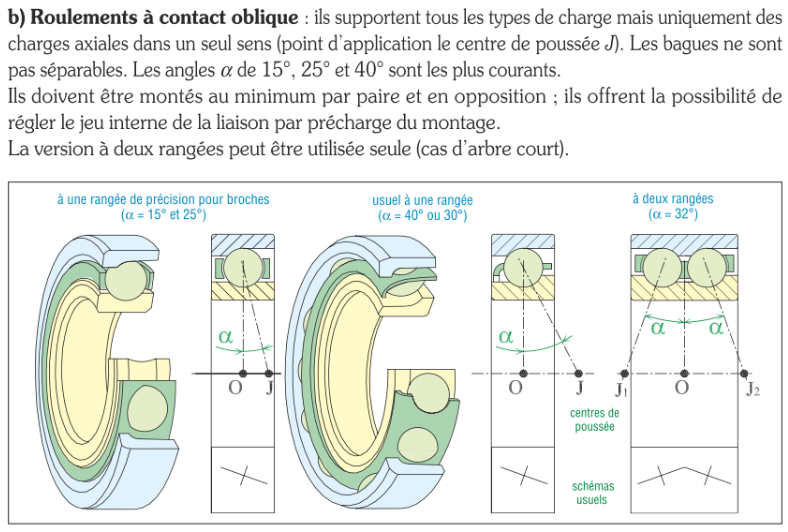 b) Roulements à contact oblique : ils supportent tous les types de charge mais uniquement des
charges axiales dans un seul sens (point d'application le centre de poussée J). Les bagues ne sont
pas séparables. Les angles α de 15°, 25° et 40° sont les plus courants.
Ils doivent être montés au minimum par paire et en opposition ; ils offrent la possibilité de
régler le jeu interne de la liaison par précharge du montage.
La version à deux rangées peut être utilisée seule (cas d'arbre court).
à une rangée de précision pour broches
(α = 15° et 25°)
usuel à une rangée
(α = 40° ou 30°)
à deux rangées
(α = 32°)
α
α
α
α
O
J
O
J
J1
O
J2
centres de
poussée
schémas
usuels